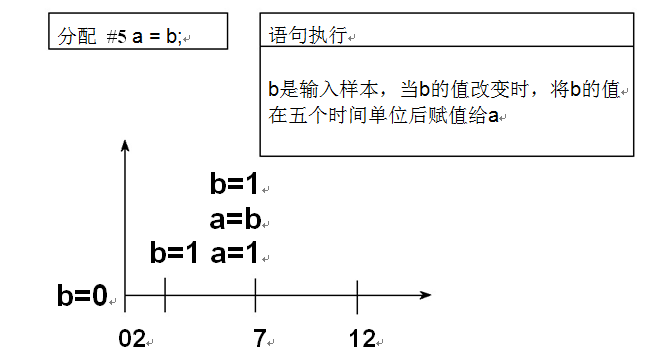 分配 #5 a = b;
语句执行
b是输入样本，当b的值改变时，将b的值
在五个时间单位后赋值给a
b=1
a=b
b=1 a=1
b=0
02 7 12